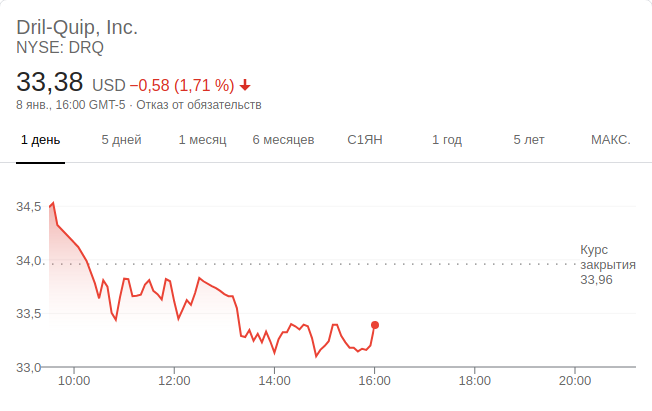 Dril-Quip, Inc.
NYSE: DRQ
33,38 USD −0,58 (1,71 %)
8 янв., 16:00 GMT-5 · Отказ от обязательств
1 день 5 дней 1 месяц 6 месяцев С1ЯН 1 год 5 лет МАКС.
34,5
34,0
33,5
33,0
Курс
закрытия
33,96
10:00 12:00 14:00 16:00 18:00 20:00